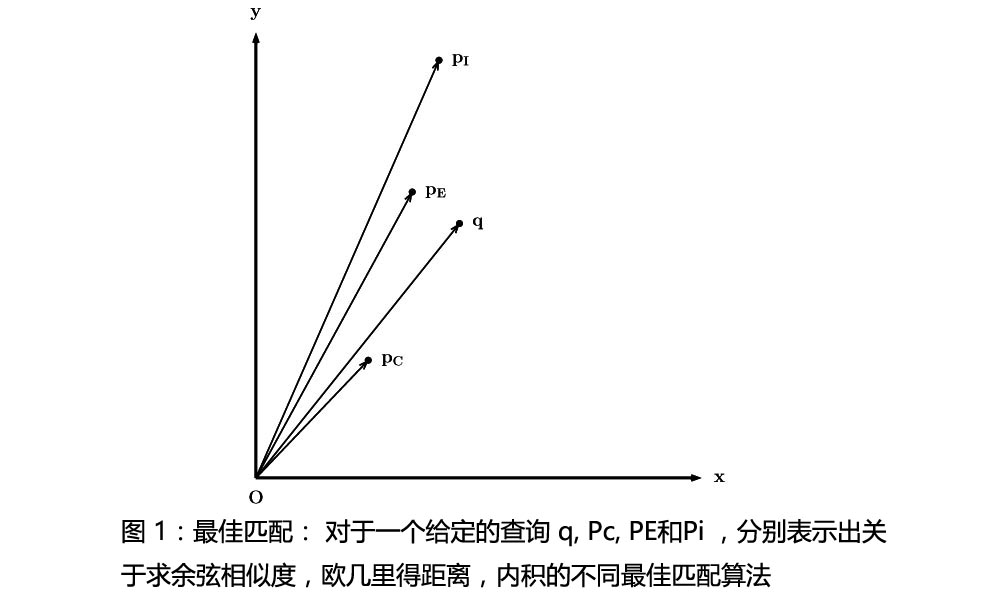 y
pI
pE
q
pC
x
O
图 1：最佳匹配： 对于一个给定的查询 q, Pc, PE和Pi ，分别表示出关
于求余弦相似度，欧几里得距离，内积的不同最佳匹配算法